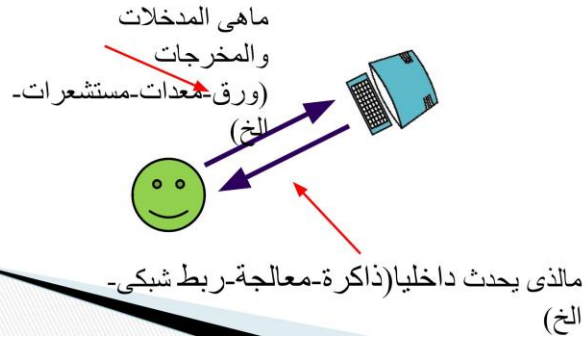 ماهى المدخلات
والمخرجات
(ورق-معدات-مستشعرات-
الخ)
مالذى يحدث داخليا(ذاكرة-معالجة-ربط شبكى-
الخ)